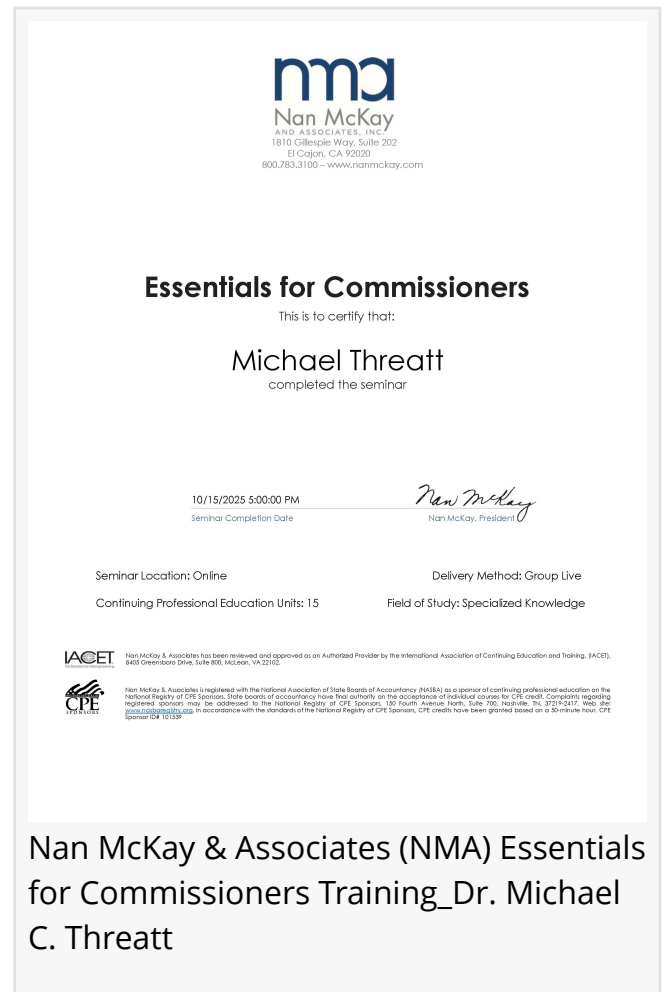 nma
Nan McKay
AND ASSOCIATES, INC.
1810 Gillespie Way, Suite 202
El Cajon, CA 92020
800.783.3100 – www.nanmckay.com
Essentials for Commissioners
This is to certify that:
Michael Threatt
completed the seminar
10/15/2025 5:00:00 PM
Nan McKay
Seminar Completion Date
Nan McKay, President
Seminar Location: Online
Delivery Method: Group Live
Continuing Professional Education Units: 15
Field of Study: Specialized Knowledge
IACET
Nan McKay & Associates has been reviewed and approved as an Authorized Provider by the International Association of Continuing Education and Training, (IACET),
8405 Greensboro Drive, Suite 800, McLean, VA 22102.
CPE
SPONSORS
Nan McKay & Associates is registered with the National Association of State Boards of Accountancy (NASBA) as a sponsor of continuing professional education on the
National Registry of CPE Sponsors. State boards of accountancy have final authority on the acceptance of individual courses for CPE credit. Complaints regarding
registered sponsors may be addressed to the National Registry of CPE Sponsors, 150 Fourth Avenue North, Suite 700, Nashville, TN, 37219-2417. Web site:
www.nasbaregistry.org. In accordance with the standards of the National Registry of CPE Sponsors, CPE credits have been granted based on a 50-minute hour. CPE
Sponsor ID# 101539
Nan McKay & Associates (NMA) Essentials
for Commissioners Training_Dr. Michael
C. Threatt